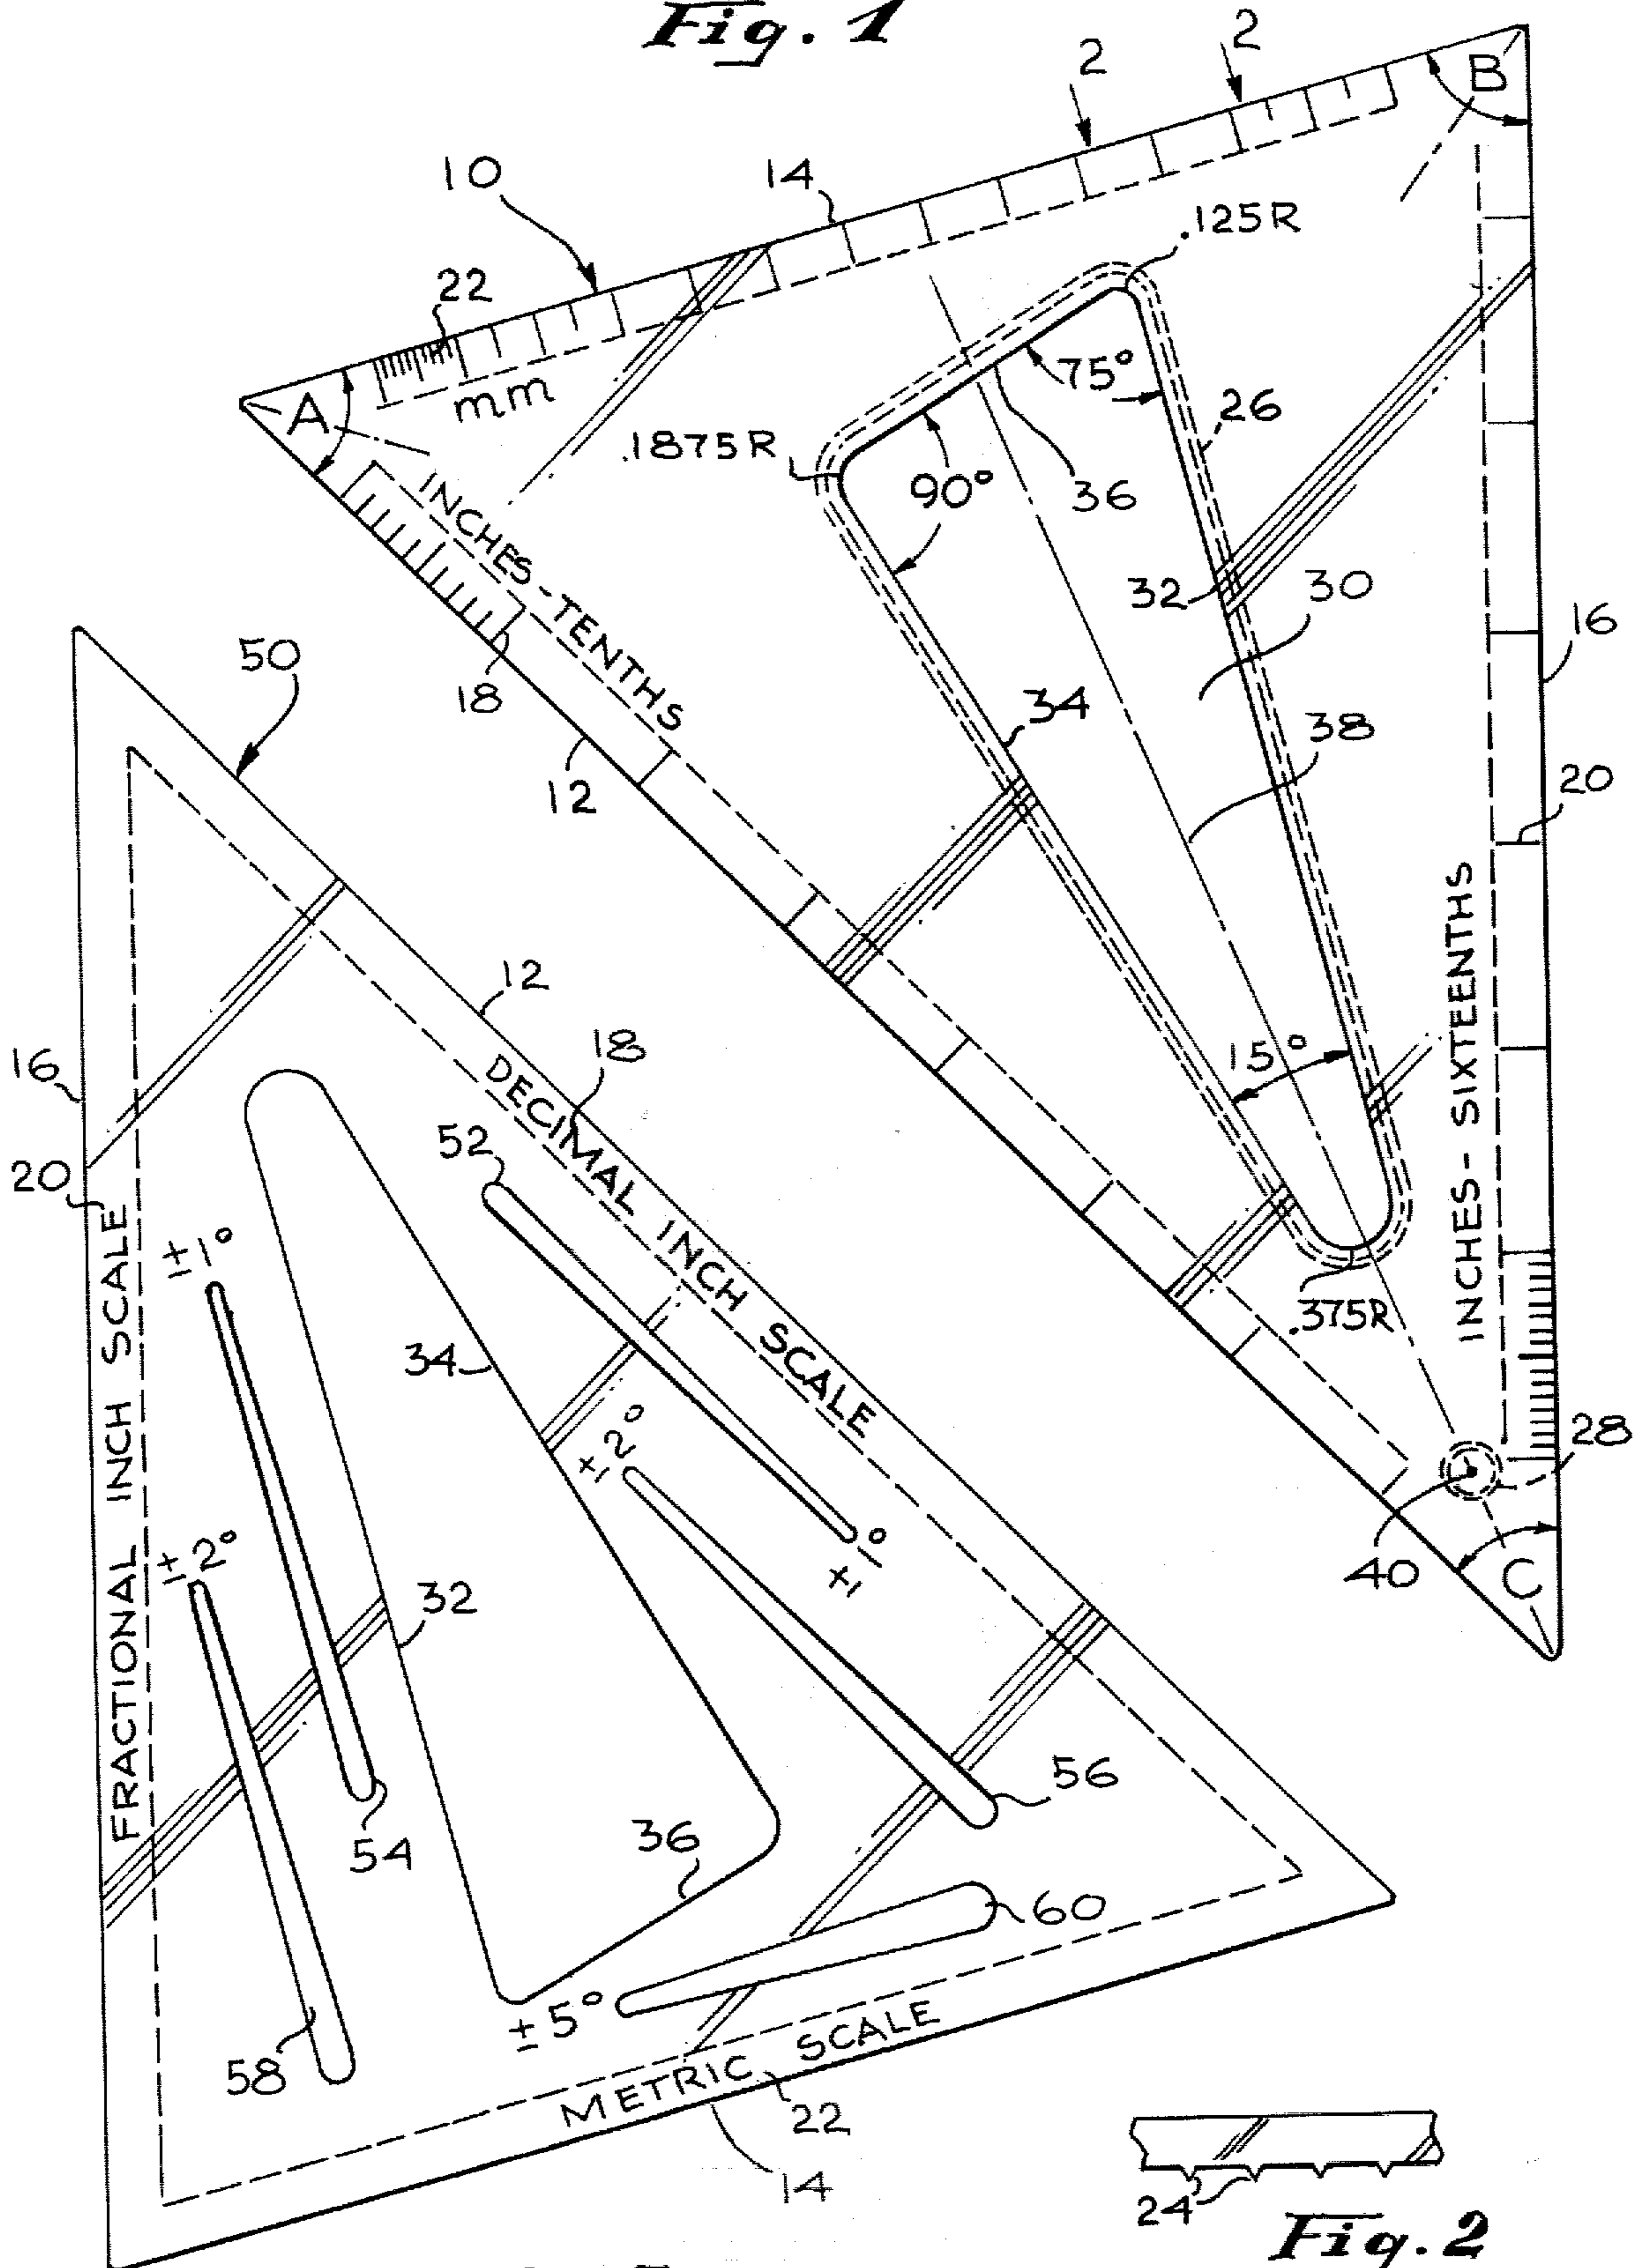 Fig. 1
2
2
B
10
14
.125R
22
mm
A
75°
26
.1875R
90°
36
INCHES-TENTHS
32
30
16
50
18
34
38
12
20
12
18
16
DECIMAL INCH SCALE
15°
INCHES-SIXTEENTHS
52
20
±1°
FRACTIONAL INCH SCALE
34
.375R
±2°
28
±1°
40
C
±2°
32
56
54
36
60
±5°
58
METRIC SCALE
22
14
24
Fig. 2